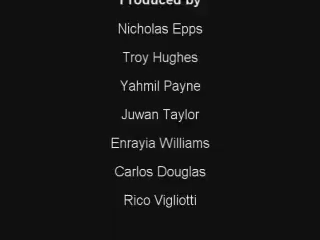 Produced by
Nicholas Epps
Troy Hughes
Yahmil Payne
Juwan Taylor
Enrayia Williams
Carlos Douglas
Rico Vigliotti